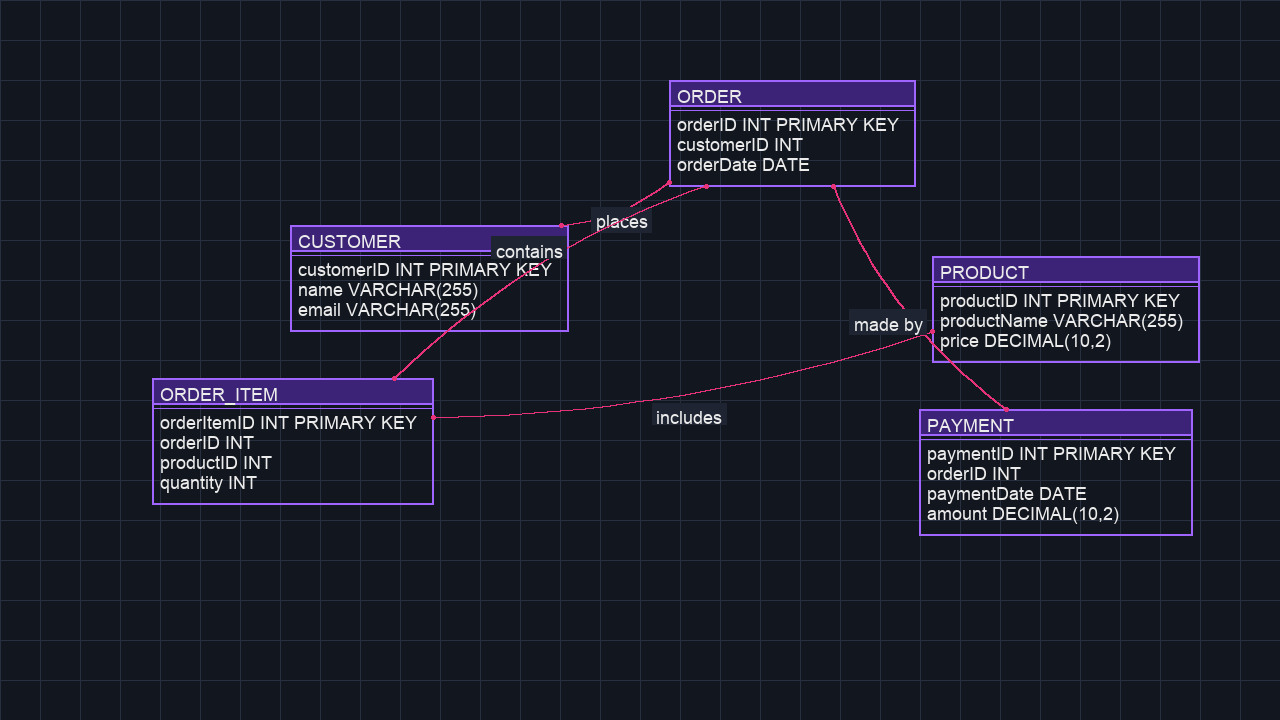 ORDER
orderID INT PRIMARY KEY
customerID INT
orderDate DATE
places
CUSTOMER
contains
customerID INT PRIMARY KEY
name VARCHAR(255)
email VARCHAR(255)
PRODUCT
productID INT PRIMARY KEY
productName VARCHAR(255)
price DECIMAL(10,2)
made by
ORDER_ITEM
orderItemID INT PRIMARY KEY
orderID INT
productID INT
quantity INT
includes
PAYMENT
paymentID INT PRIMARY KEY
orderID INT
paymentDate DATE
amount DECIMAL(10,2)